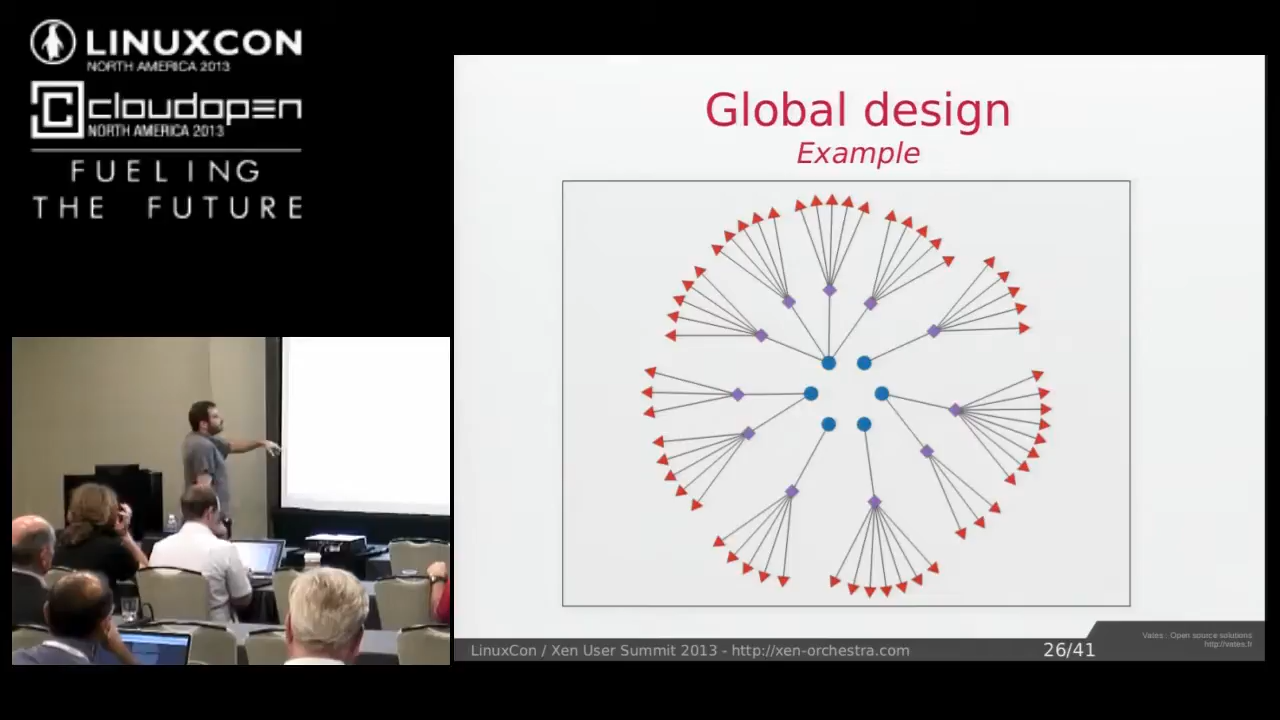 LINUXCON
NORTH AMERICA 2013
cloudopen
NORTH AMERICA 2013
FUELING
THE FUTURE
Global design
Example
LinuxCon / Xen User Summit 2013 - http://xen-orchestra.com
26/41
Vates : Open source solutions
http://vates.fr